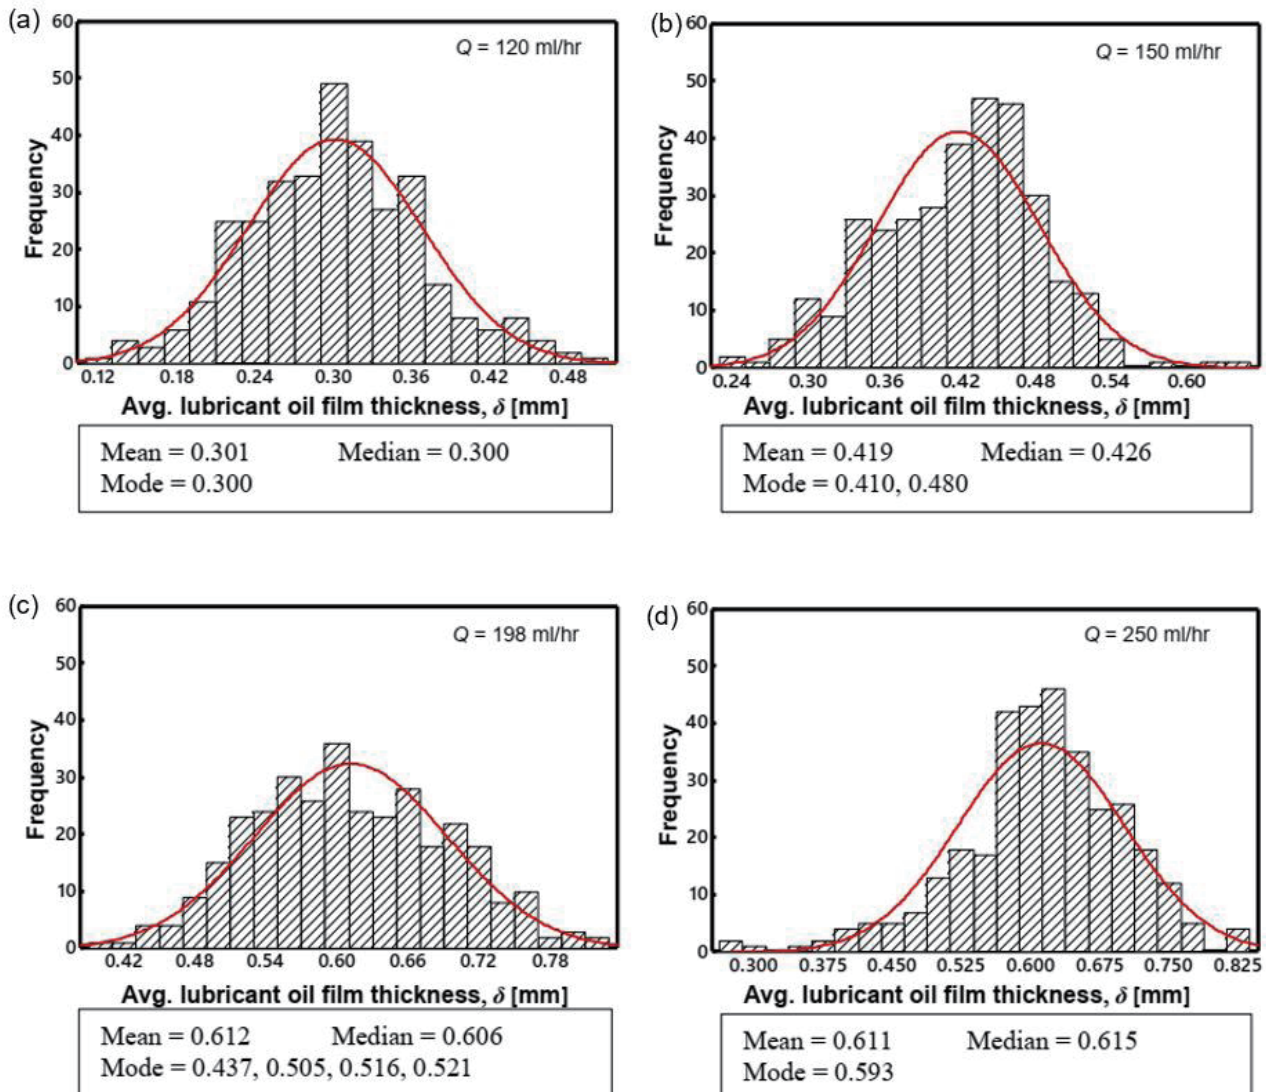 (a)
Q = 120 ml/hr
Frequency
60
50
40
30
20
10
0
0.12 0.18 0.24 0.30 0.36 0.42 0.48
Avg. lubricant oil film thickness, δ [mm]
Mean = 0.301 Median = 0.300
Mode = 0.300
(b)
Q = 150 ml/hr
Frequency
60
50
40
30
20
10
0
0.24 0.30 0.36 0.42 0.48 0.54 0.60
Avg. lubricant oil film thickness, δ [mm]
Mean = 0.419 Median = 0.426
Mode = 0.410, 0.480
(c)
Q = 198 ml/hr
Frequency
60
50
40
30
20
10
0
0.42 0.48 0.54 0.60 0.66 0.72 0.78
Avg. lubricant oil film thickness, δ [mm]
Mean = 0.612 Median = 0.606
Mode = 0.437, 0.505, 0.516, 0.521
(d)
Q = 250 ml/hr
Frequency
60
50
40
30
20
10
0
0.300 0.375 0.450 0.525 0.600 0.675 0.750 0.825
Avg. lubricant oil film thickness, δ [mm]
Mean = 0.611 Median = 0.615
Mode = 0.593